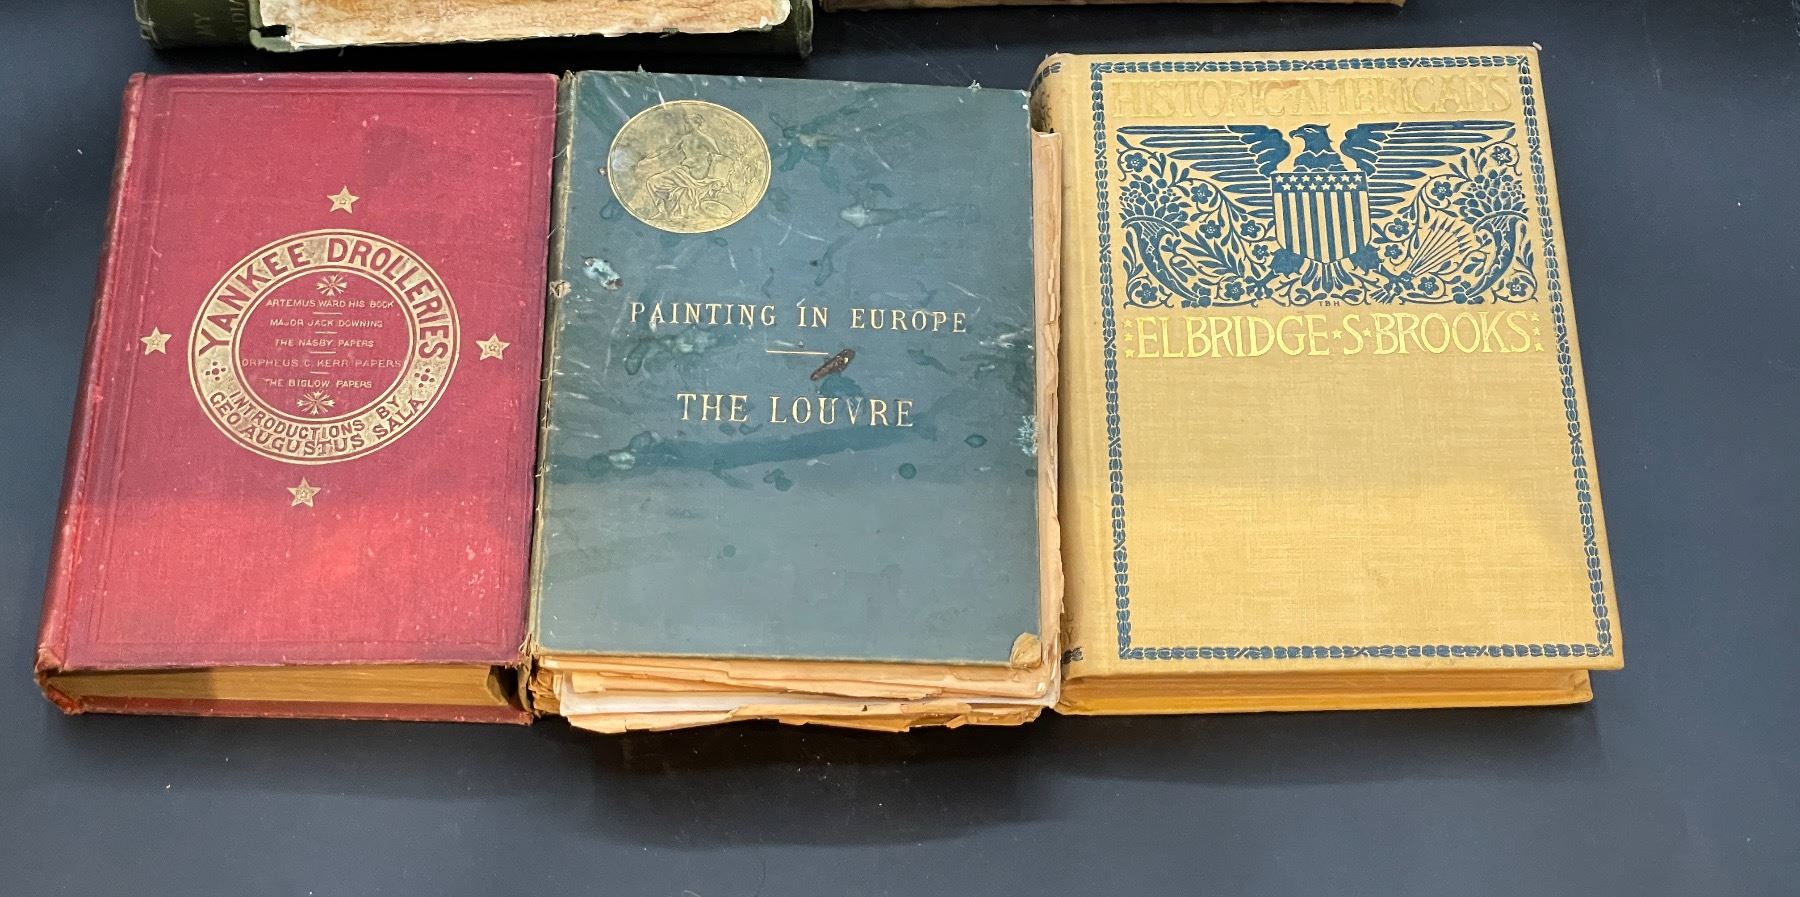 YANKEE DROLLERIES
ARTEMUS WARD HIS BOOK
MAJOR JACK DOWNING
THE NASBY PAPERS
ORPHEUS C. KERR PAPERS
THE BIGLOW PAPERS
INTRODUCTIONS BY
GEO. AUGUSTUS SALA
PAINTING IN EUROPE
THE LOUVRE
HISTORIC AMERICANS
TBH
ELBRIDGE S BROOKS